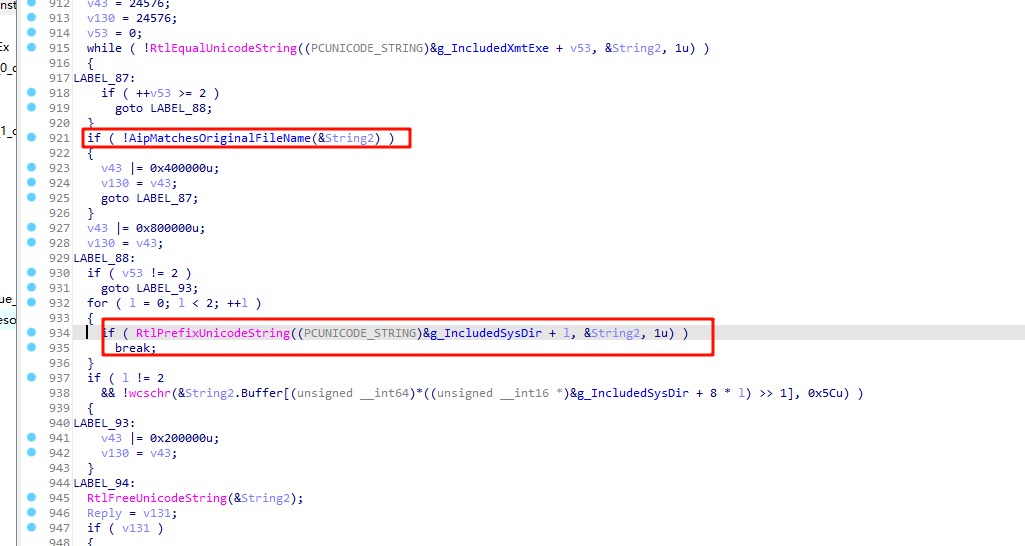 nst
Ex
_0_c
_1_c
ue_
eso
912 v43 = 24576;
913 v130 = 24576;
914 v53 = 0;
915 while ( !RtlEqualUnicodeString((PCUNICODE_STRING)&g_IncludedXmtExe + v53, &String2, 1u) )
916 {
917 LABEL_87:
918 if ( ++v53 >= 2 )
919 goto LABEL_88;
920 }
921 if ( !AipMatchesOriginalFileName(&String2) )
922 {
923 v43 |= 0x400000u;
924 v130 = v43;
925 goto LABEL_87;
926 }
927 v43 |= 0x800000u;
928 v130 = v43;
929 LABEL_88:
930 if ( v53 != 2 )
931 goto LABEL_93;
932 for ( l = 0; l < 2; ++l )
933 {
934 if ( RtlPrefixUnicodeString((PCUNICODE_STRING)&g_IncludedSysDir + l, &String2, 1u) )
935 break;
936 }
937 if ( l != 2
938 && !wcschr(&String2.Buffer[(unsigned __int64)*((unsigned __int16 *)&g_IncludedSysDir + 8 * l) >> 1], 0x5Cu) )
939 {
940 LABEL_93:
941 v43 |= 0x200000u;
942 v130 = v43;
943 }
944 LABEL_94:
945 RtlFreeUnicodeString(&String2);
946 Reply = v131;
947 if ( v131 )
948 {